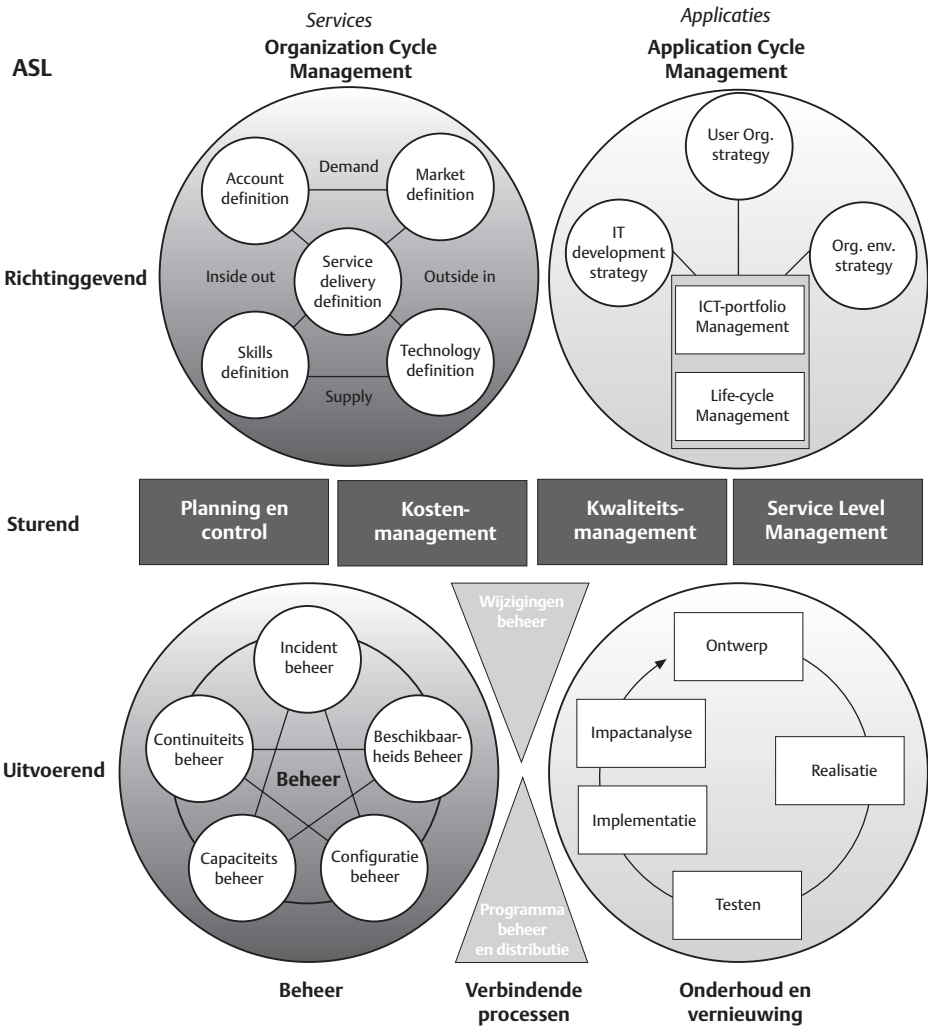 Services
Organization Cycle
Management
Applicaties
Application Cycle
Management
ASL
Richtinggevend
Account
definition
Demand
Market
definition
Inside out
Service
delivery
definition
Outside in
Skills
definition
Technology
definition
Supply
User Org.
strategy
IT
development
strategy
Org. env.
strategy
ICT-portfolio
Management
Life-cycle
Management
Sturend
Planning en
control
Kosten-
management
Kwaliteits-
management
Service Level
Management
Uitvoerend
Incident
beheer
Continuiteits
beheer
Beschikbaar-
heids Beheer
Beheer
Capaciteits
beheer
Configuratie
beheer
Wijzigingen
beheer
Programma
beheer
en distributie
Ontwerp
Impactanalyse
Realisatie
Implementatie
Testen
Beheer
Verbindende
processen
Onderhoud en
vernieuwing